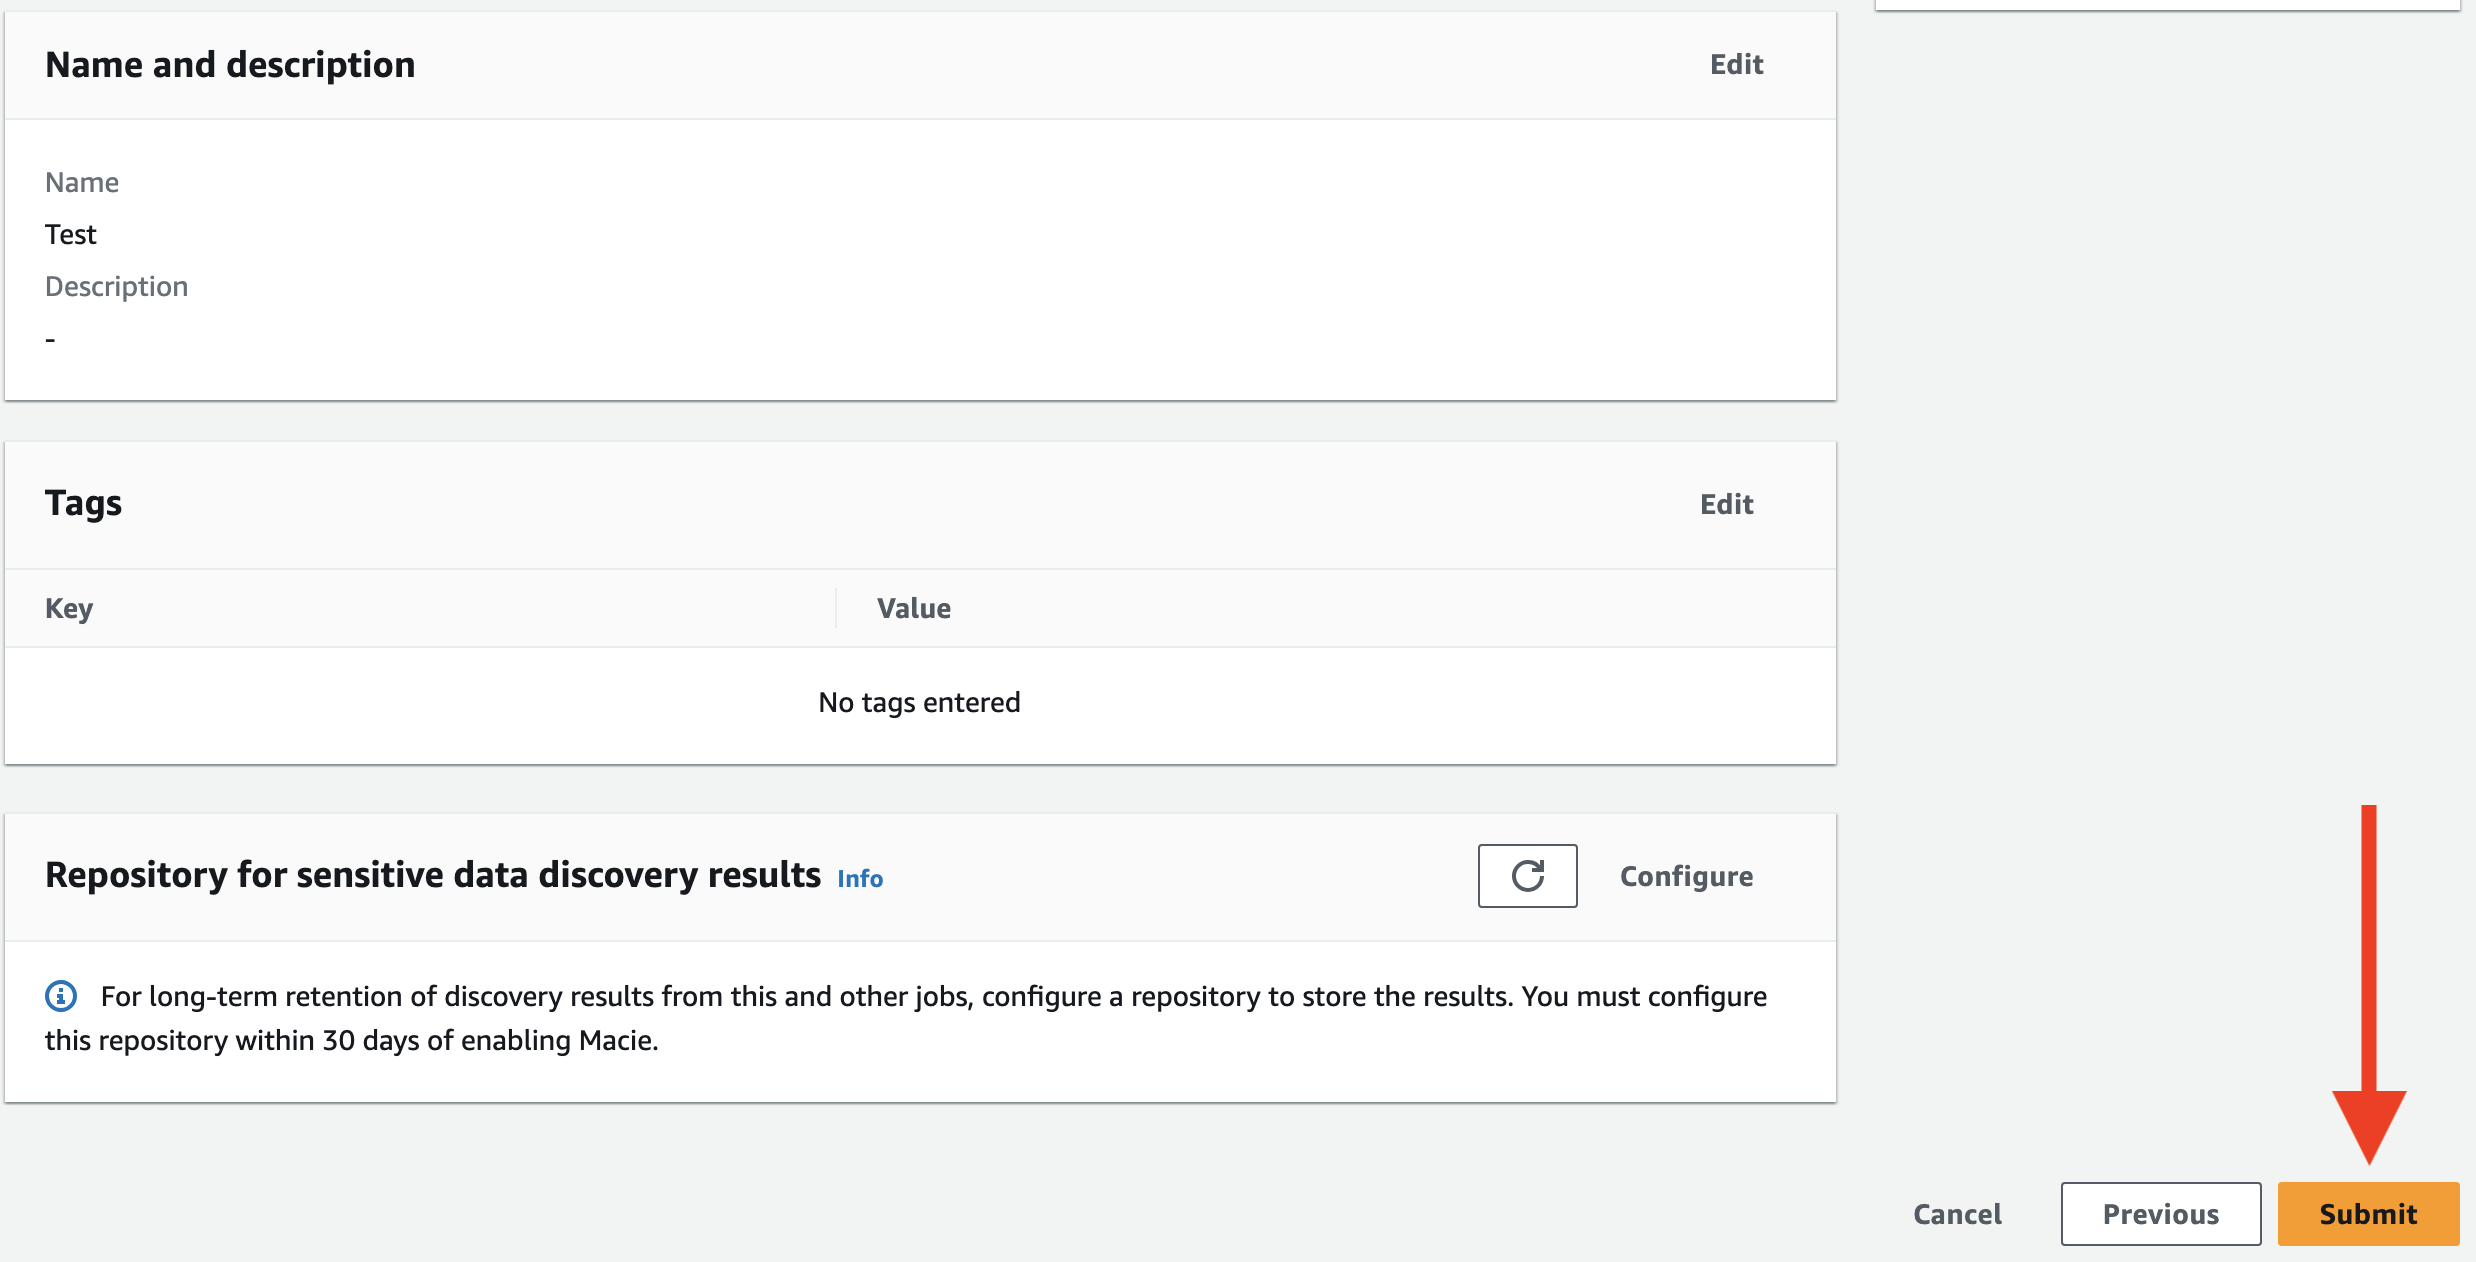 Name and description
Edit
Name
Test
Description
-
Tags
Edit
Key
Value
No tags entered
Repository for sensitive data discovery results Info
Configure
For long-term retention of discovery results from this and other jobs, configure a repository to store the results. You must configure
this repository within 30 days of enabling Macie.
Cancel
Previous
Submit